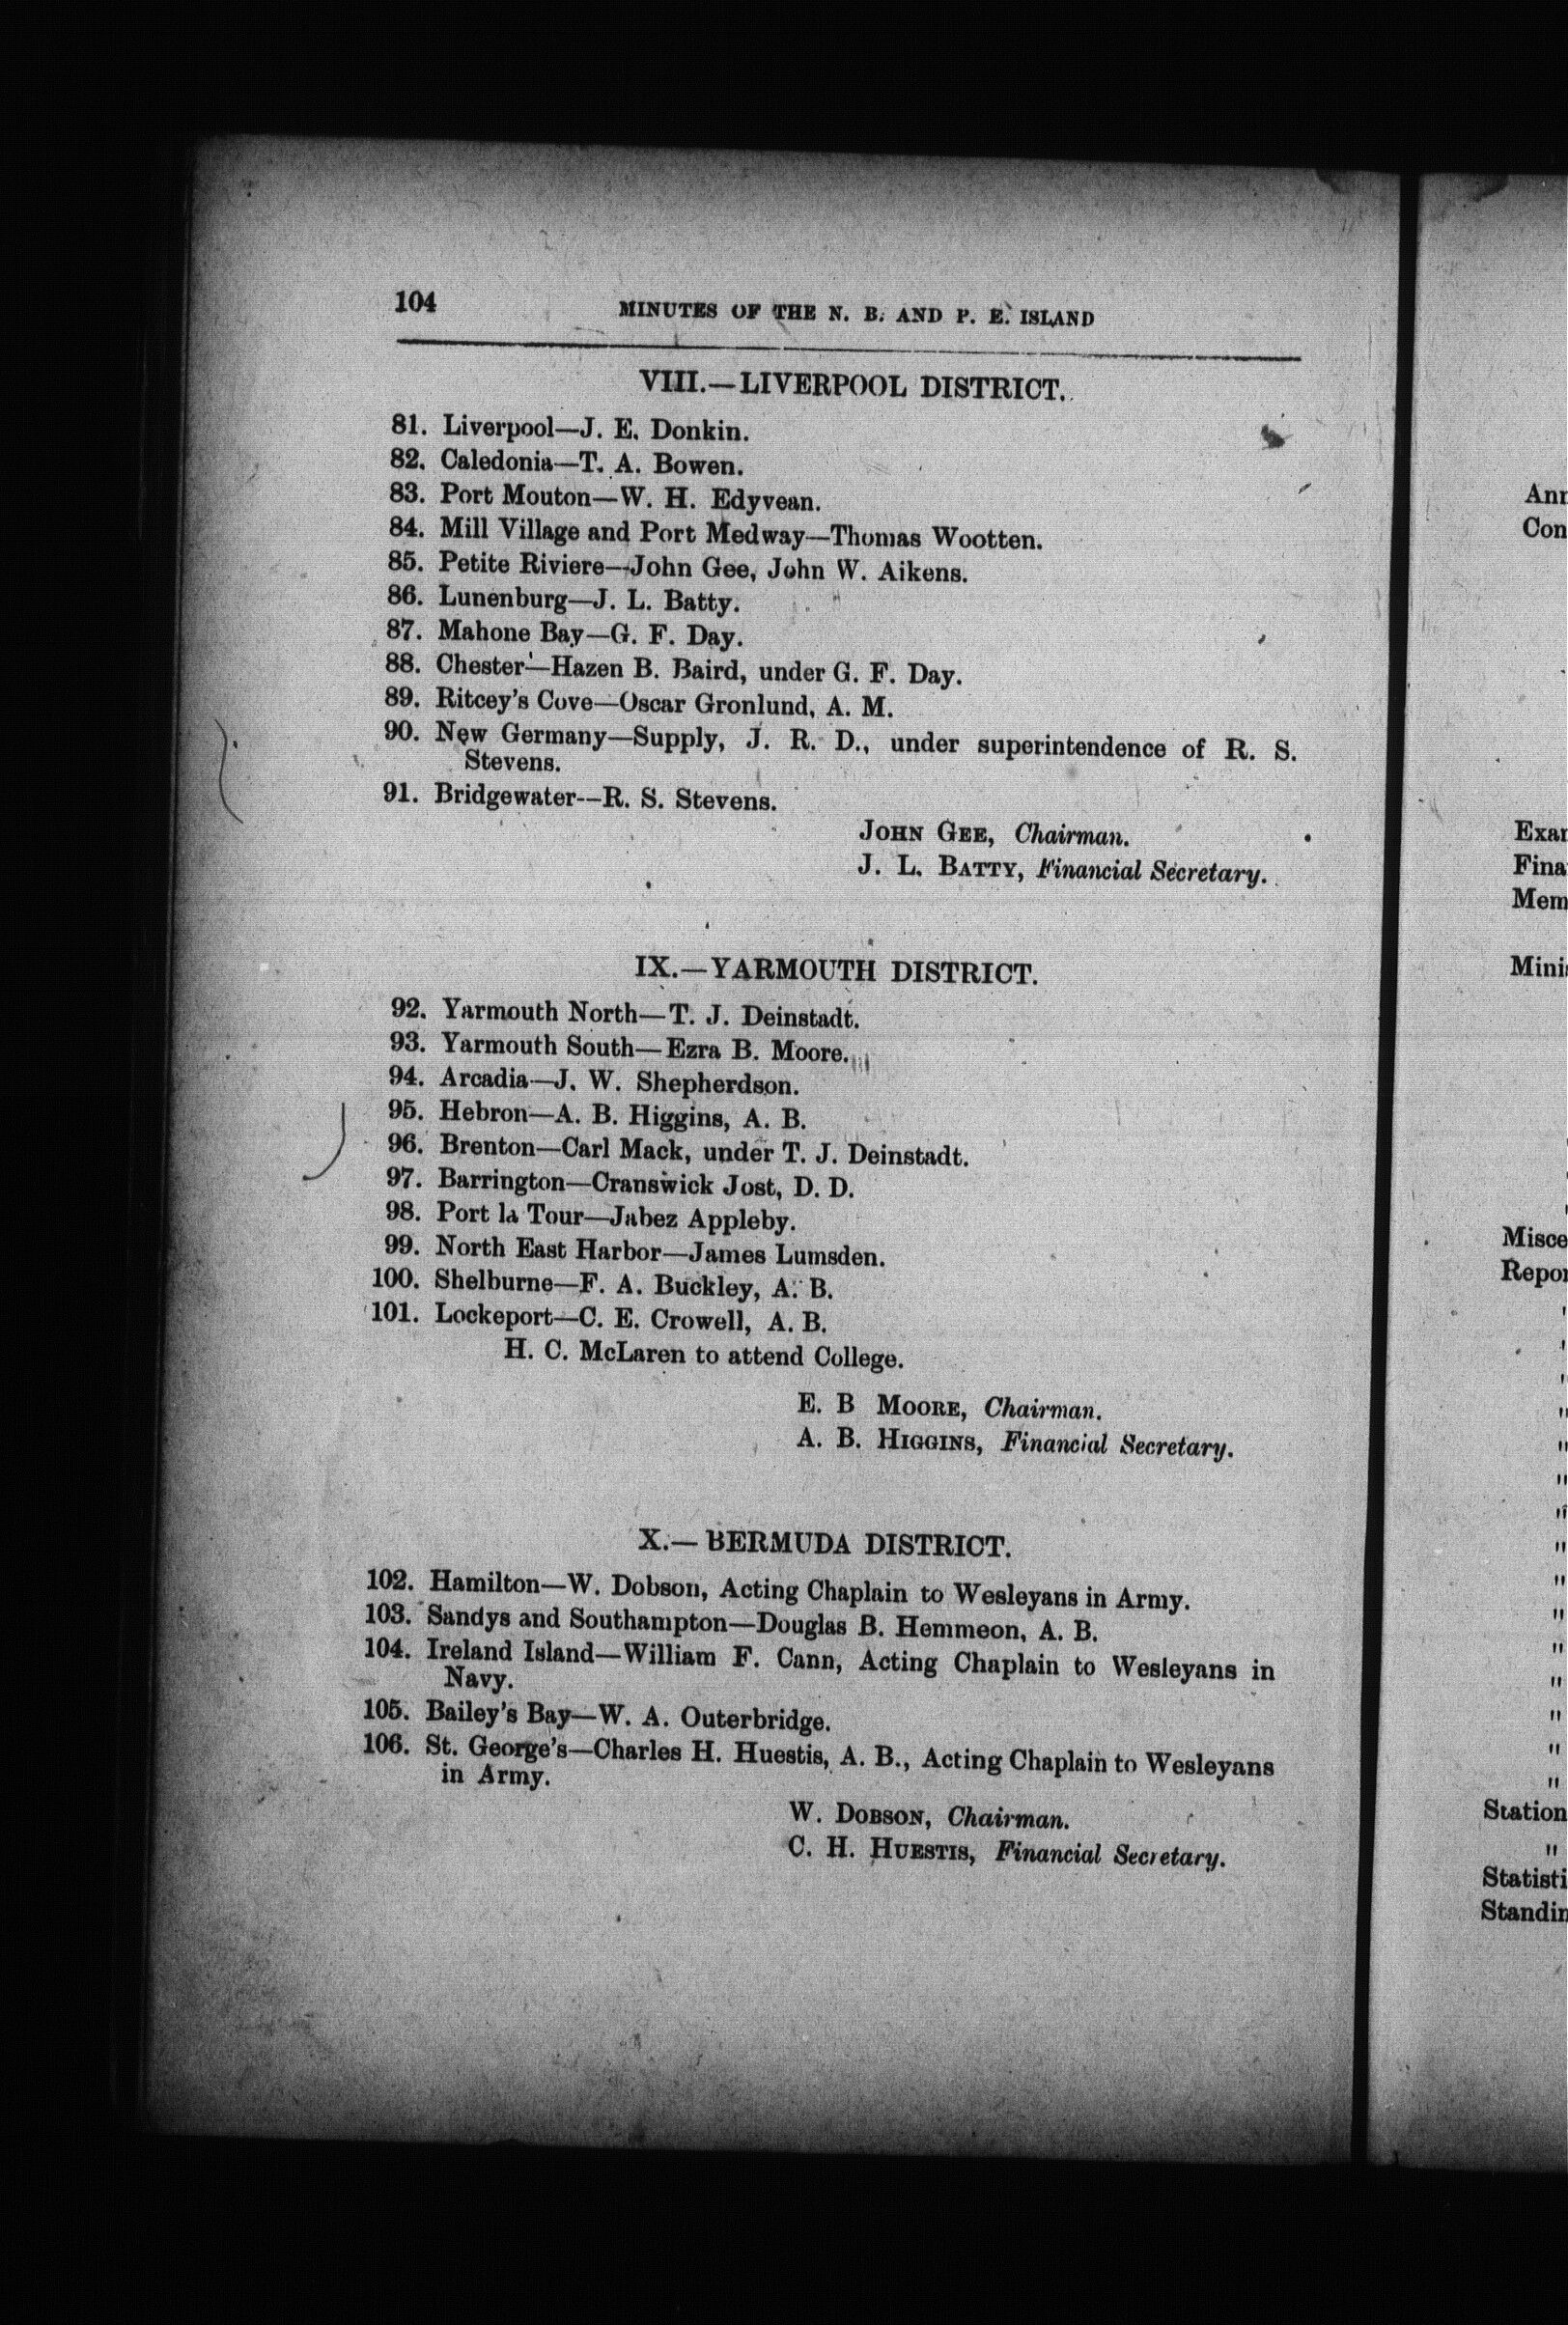 104 MINUTES OF THE N. B. AND P. E. ISLAND
VIII.—LIVERPOOL DISTRICT.
81. Liverpool—J. E. Donkin.
82. Caledonia—T. A. Bowen.
83. Port Mouton—W. H. Edyvean.
84. Mill Village and Port Medway—Thomas Wootten.
85. Petite Riviere—John Gee, John W. Aikens.
86. Lunenburg—J. L. Batty.
87. Mahone Bay—G. F. Day.
88. Chester—Hazen B. Baird, under G. F. Day.
89. Ritcey's Cove—Oscar Gronlund, A. M.
90. New Germany—Supply, J. R. D., under superintendence of R. S.
Stevens.
91. Bridgewater--R. S. Stevens.
JOHN GEE, Chairman.
J. L. BATTY, Financial Secretary.
IX.—YARMOUTH DISTRICT.
92. Yarmouth North—T. J. Deinstadt.
93. Yarmouth South—Ezra B. Moore.
94. Arcadia—J. W. Shepherdson.
95. Hebron—A. B. Higgins, A. B.
96. Brenton—Carl Mack, under T. J. Deinstadt.
97. Barrington—Cranswick Jost, D. D.
98. Port la Tour—Jabez Appleby.
99. North East Harbor—James Lumsden.
100. Shelburne—F. A. Buckley, A. B.
101. Lockeport—C. E. Crowell, A. B.
H. C. McLaren to attend College.
E. B MOORE, Chairman.
A. B. HIGGINS, Financial Secretary.
X.—BERMUDA DISTRICT.
102. Hamilton—W. Dobson, Acting Chaplain to Wesleyans in Army.
103. Sandys and Southampton—Douglas B. Hemmeon, A. B.
104. Ireland Island—William F. Cann, Acting Chaplain to Wesleyans in
Navy.
105. Bailey's Bay—W. A. Outerbridge.
106. St. George's—Charles H. Huestis, A. B., Acting Chaplain to Wesleyans
in Army.
W. DOBSON, Chairman.
C. H. HUESTIS, Financial Secretary.
Con
Fina
Mem
Mini
Misce
Repor
"
"
"
"
"
"
"
"
"
"
"
"
Station
"
Statisti
Standin